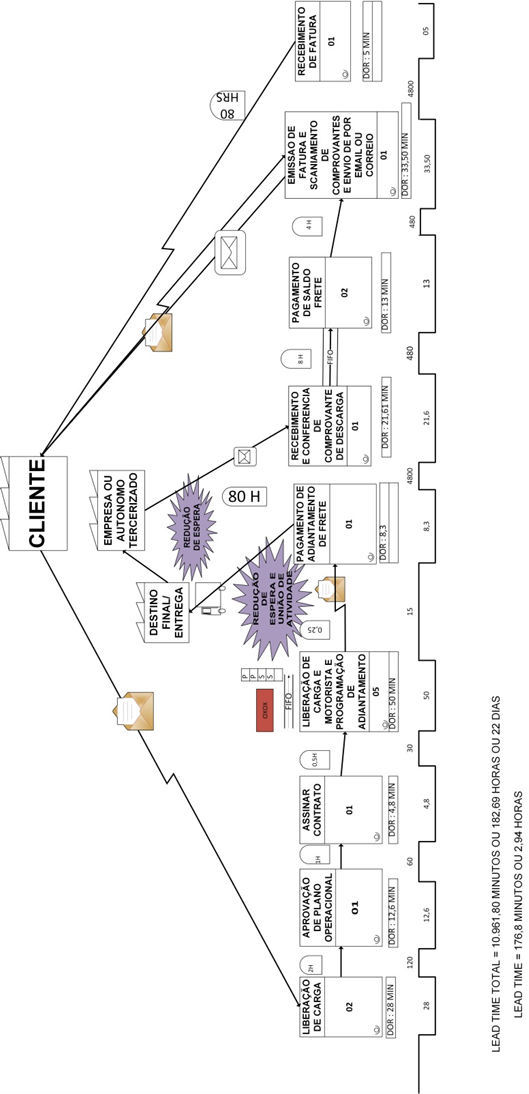 CLIENTE
EMPRESA OU
AUTONOMO
TERCERIZADO
DESTINO
FINAL/
ENTREGA
REDUÇÃO
DE ESPERA
REDUÇÃO
DE
ESPERA E
UNIÃO DE
ATIVIDADE
80
HRS
80 H
OXOX
P
P
S
S
FIFO
LIBERAÇÃO
DE CARGA
02
DOR : 28 MIN
2H
APROVAÇÃO
DE PLANO
OPERACIONAL
O1
DOR : 12,6 MIN
1H
ASSINAR
CONTRATO
01
DOR : 4,8 MIN
0,5H
LIBERAÇÃO DE
CARGA E
MOTORISTA E
PROGRAMAÇÃO
DE
ADIANTAMENTO
05
DOR : 50 MIN
0,25
PAGAMENTO DE
ADIANTAMENTO
DE FRETE
01
DOR : 8,3
RECEBIMENTO
E CONFERENCIA
DE
COMPROVANTE
DE DESCARGA
01
DOR : 21,61 MIN
8 H
FIFO
PAGAMENTO
DE SALDO
FRETE
02
DOR : 13 MIN
4 H
EMISSAO DE
FATURA E
SCANIAMENTO
DE
COMPROVANTES
E ENVIO DE POR
EMAIL OU
CORREIO
01
DOR : 33,50 MIN
RECEBIMENTO
DE FATURA
01
DOR : 5 MIN
28
120
12,6
60
4,8
30
50
15
8,3
4800
21,6
480
13
480
33,50
4800
05
LEAD TIME TOTAL = 10.961,80 MINUTOS OU 182,69 HORAS OU 22 DIAS
LEAD TIME = 176,8 MINUTOS OU 2,94 HORAS